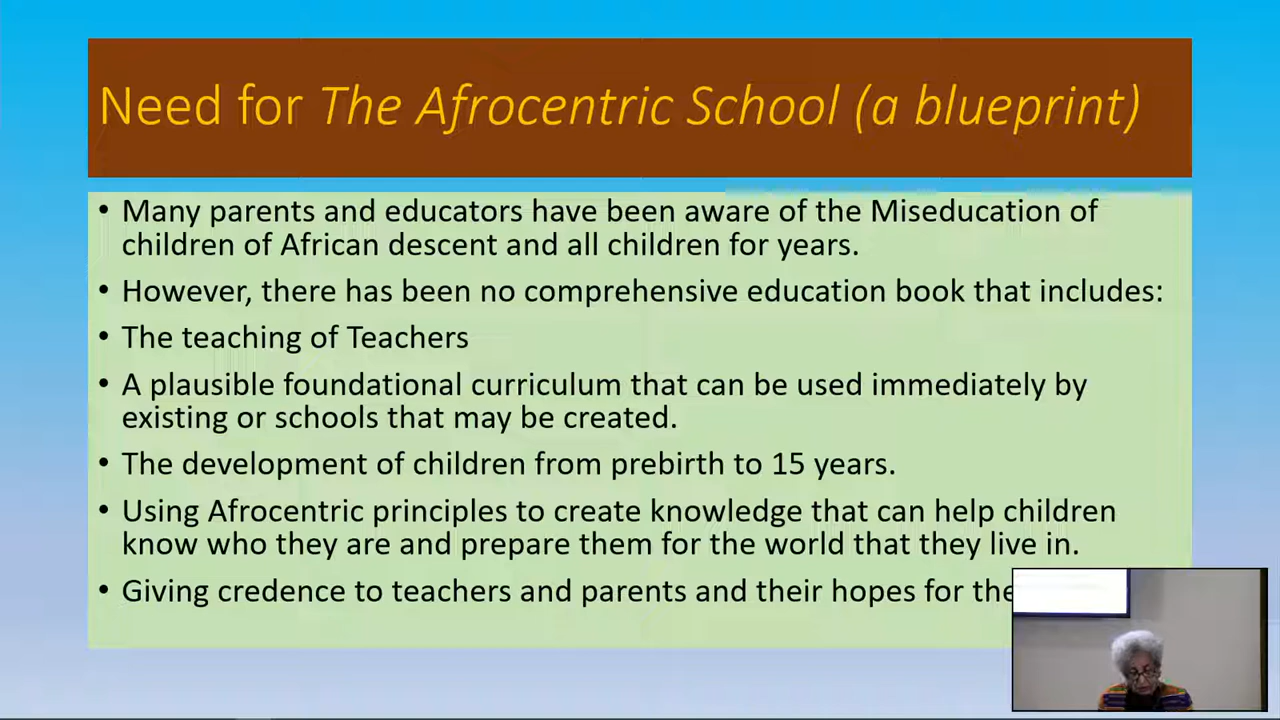 Need for The Afrocentric School (a blueprint)
• Many parents and educators have been aware of the Miseducation of
children of African descent and all children for years.
• However, there has been no comprehensive education book that includes:
• The teaching of Teachers
• A plausible foundational curriculum that can be used immediately by
existing or schools that may be created.
• The development of children from prebirth to 15 years.
• Using Afrocentric principles to create knowledge that can help children
know who they are and prepare them for the world that they live in.
• Giving credence to teachers and parents and their hopes for